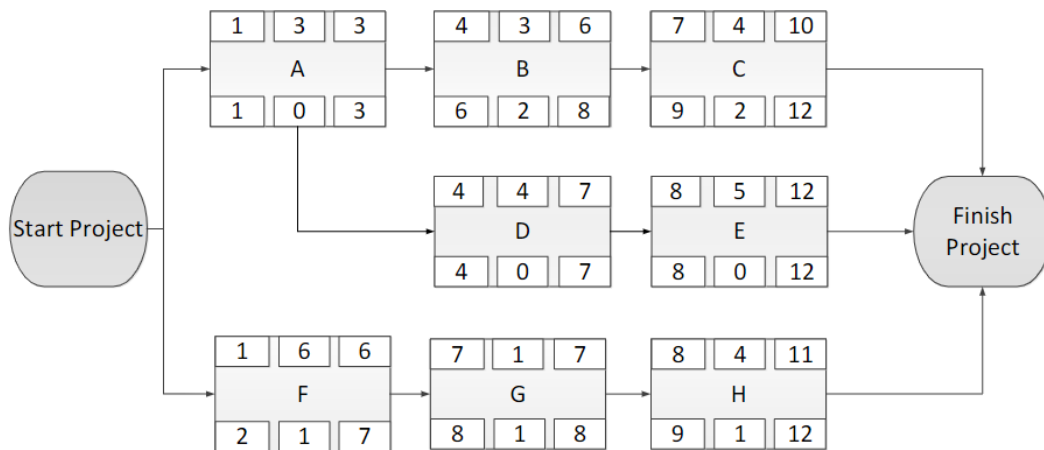 1 3 3 4 3 6 7 4 10
A B C
1 0 3 6 2 8 9 2 12
4 4 7 8 5 12
Start Project D E Finish
Project
4 0 7 8 0 12
1 6 6 7 1 7 8 4 11
F G H
2 1 7 8 1 8 9 1 12